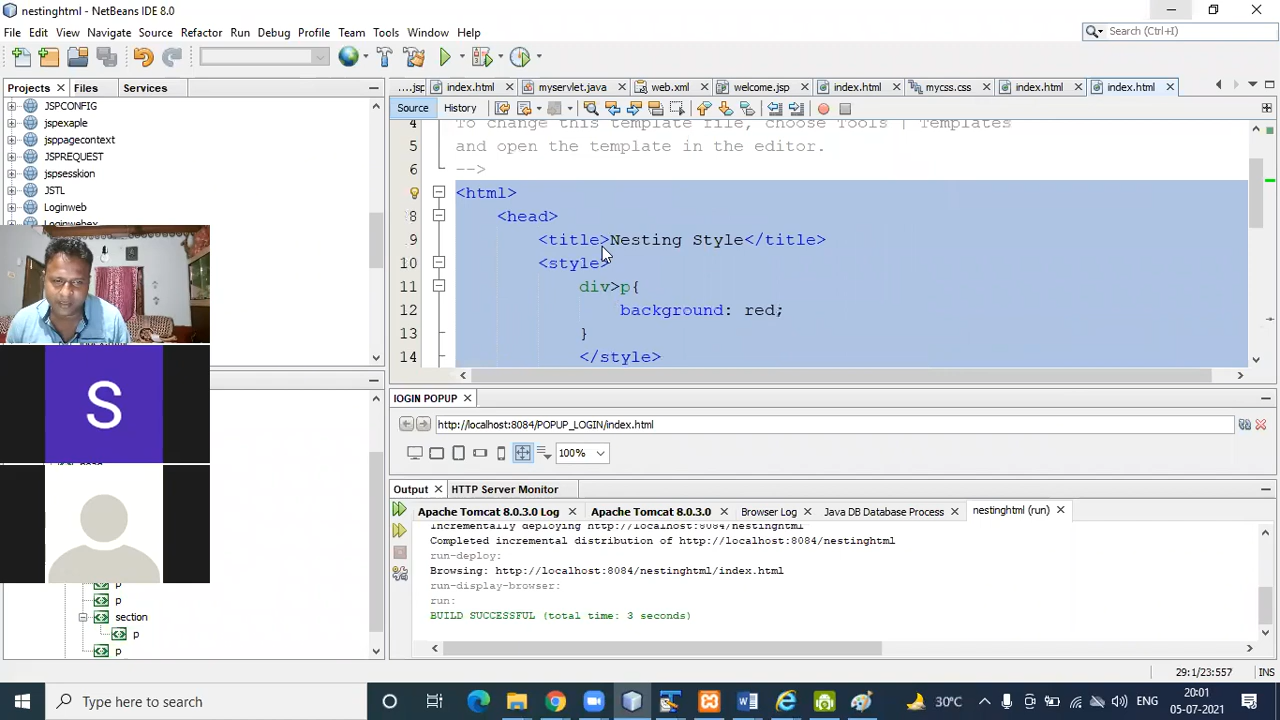 nestinghtml - NetBeans IDE 8.0
File Edit View Navigate Source Refactor Run Debug Profile Team Tools Window Help
Search (Ctrl+I)
Projects Files Services
....jsp index.html myservlet.java web.xml welcome.jsp index.html mycss.css index.html index.html
Source History
JSPCONFIG
jspexaple
jsppagecontext
JSPREQUEST
jspsesskion
JSTL
Loginweb
4 To change this template file, choose Tools | Templates
5 and open the template in the editor.
6 -->
<html>
8 <head>
9 <title>Nesting Style</title>
10 <style>
11 div>p{
12 background: red;
13 }
14 </style>
S
p
p
section
p
p
lOGIN POPUP
http://localhost:8084/POPUP_LOGIN/index.html
100%
Output HTTP Server Monitor
Apache Tomcat 8.0.3.0 Log Apache Tomcat 8.0.3.0 Browser Log Java DB Database Process nestinghtml (run)
Incrementally deploying http://localhost:8084/nestinghtml
Completed incremental distribution of http://localhost:8084/nestinghtml
run-deploy:
Browsing: http://localhost:8084/nestinghtml/index.html
run-display-browser:
run:
BUILD SUCCESSFUL (total time: 3 seconds)
29:1/23:557 INS
Type here to search
30°C
ENG
20:01
05-07-2021